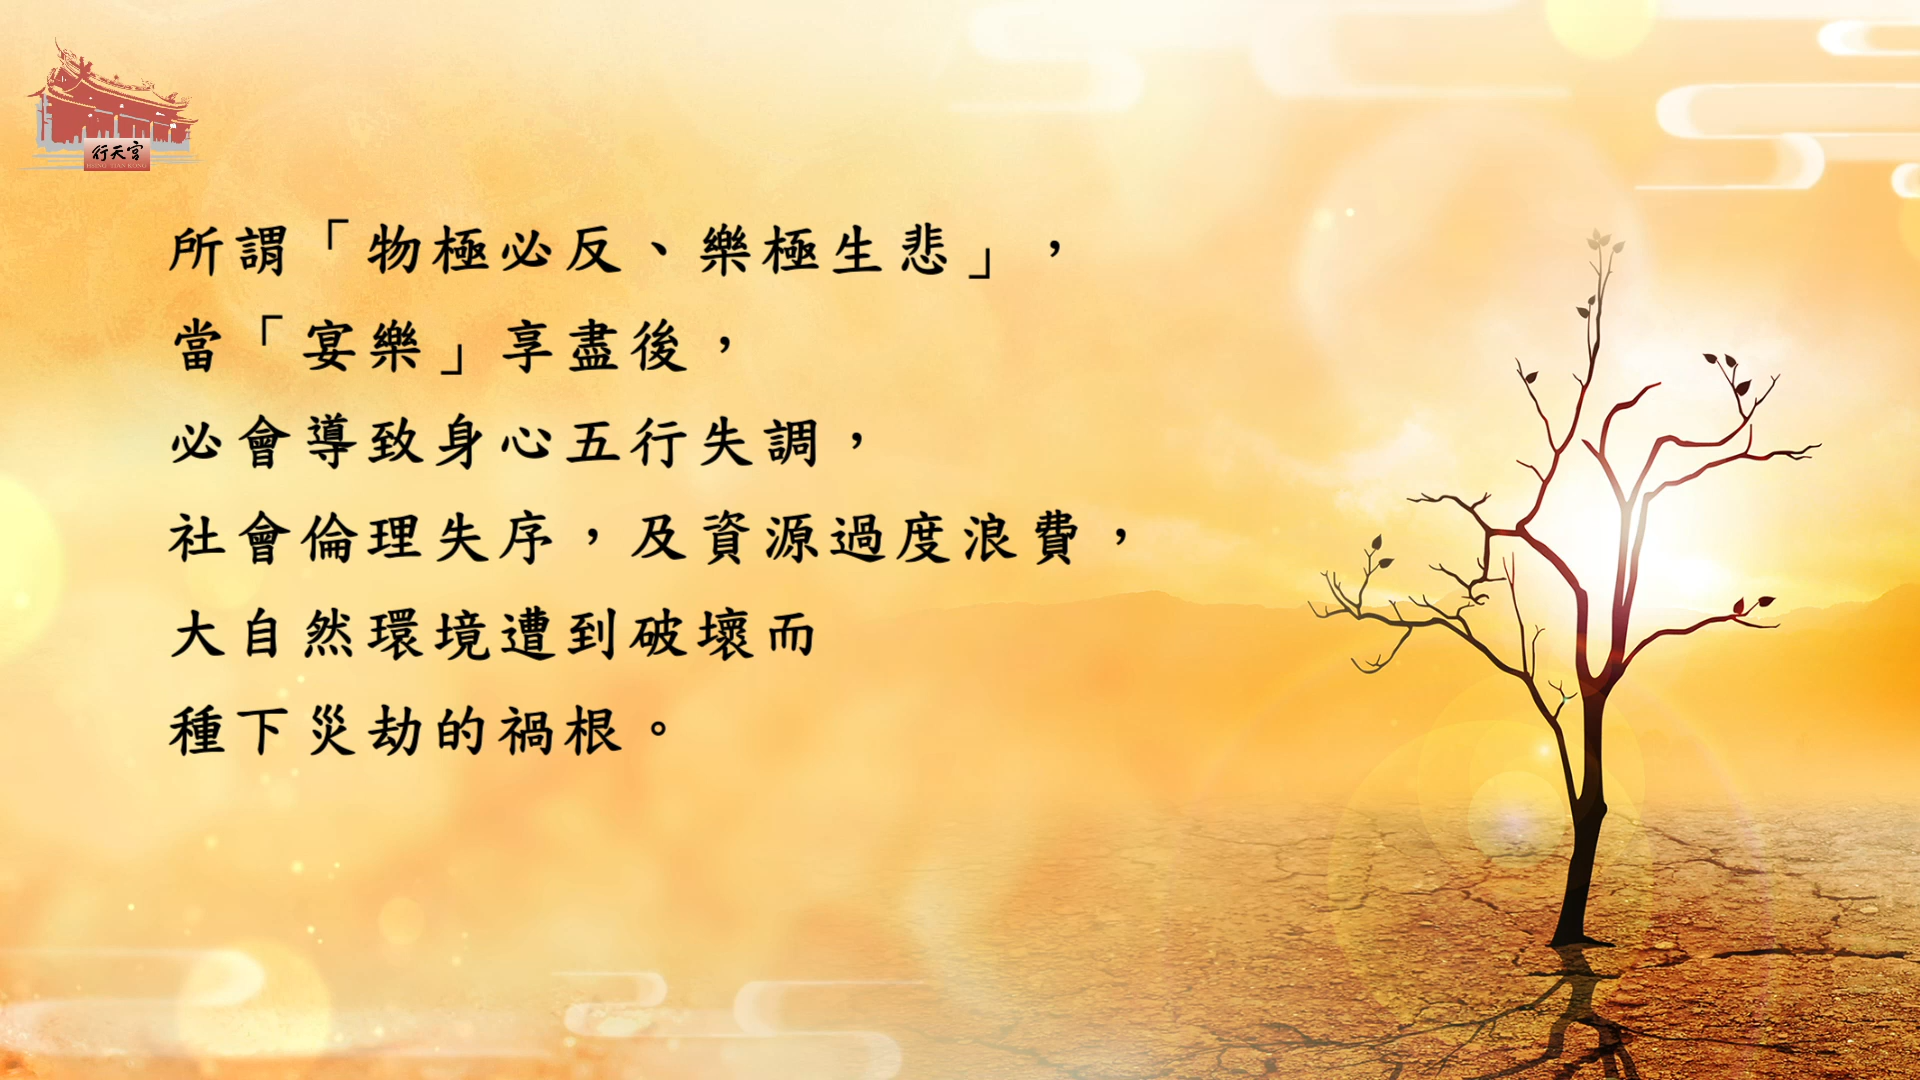 行天宮
HSING TIAN KONG
所謂「物極必反、樂極生悲」，
當「宴樂」享盡後，
必會導致身心五行失調，
社會倫理失序，及資源過度浪費，
大自然環境遭到破壞而
種下災劫的禍根。